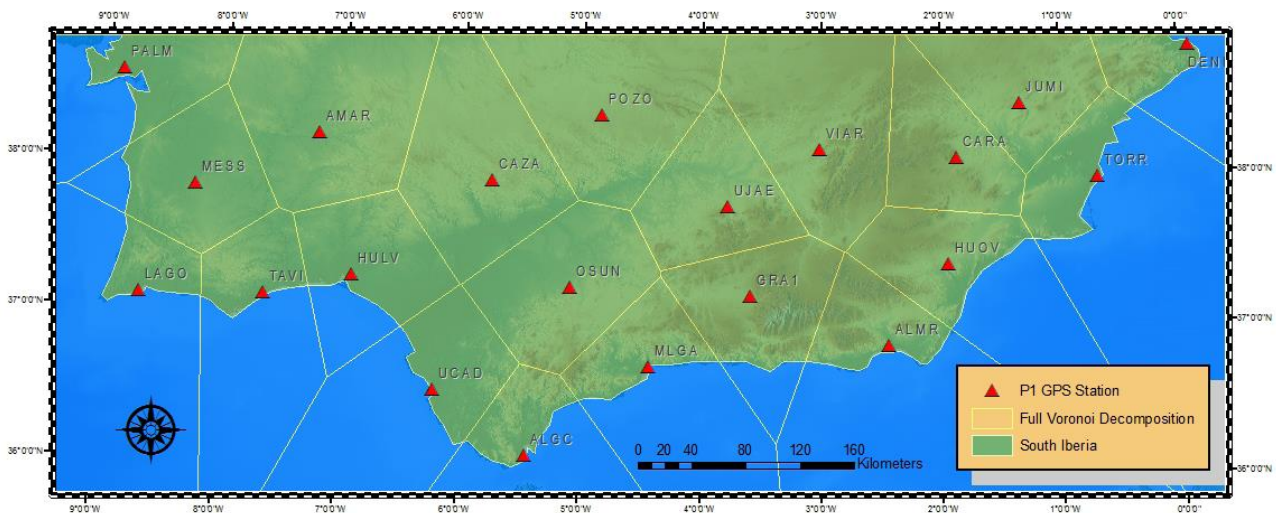 9°0'0"W 8°0'0"W 7°0'0"W 6°0'0"W 5°0'0"W 4°0'0"W 3°0'0"W 2°0'0"W 1°0'0"W 0°0'0"
PALM
DEN
JUMI
POZO
AMAR
VIAR
CARA
38°0'0"N
MESS
CAZA
TORR
38°0'0"N
UJAE
HUOV
HULV
OSUN
LAGO
TAVI
GRA1
37°0'0"N
37°0'0"N
ALMR
MLGA
UCAD
P1 GPS Station
Full Voronoi Decomposition
South Iberia
ALGC
36°0'0"N
0 20 40 80 120 160
Kilometers
36°0'0"N
9°0'0"W 8°0'0"W 7°0'0"W 6°0'0"W 5°0'0"W 4°0'0"W 3°0'0"W 2°0'0"W 1°0'0"W 0°0'0"